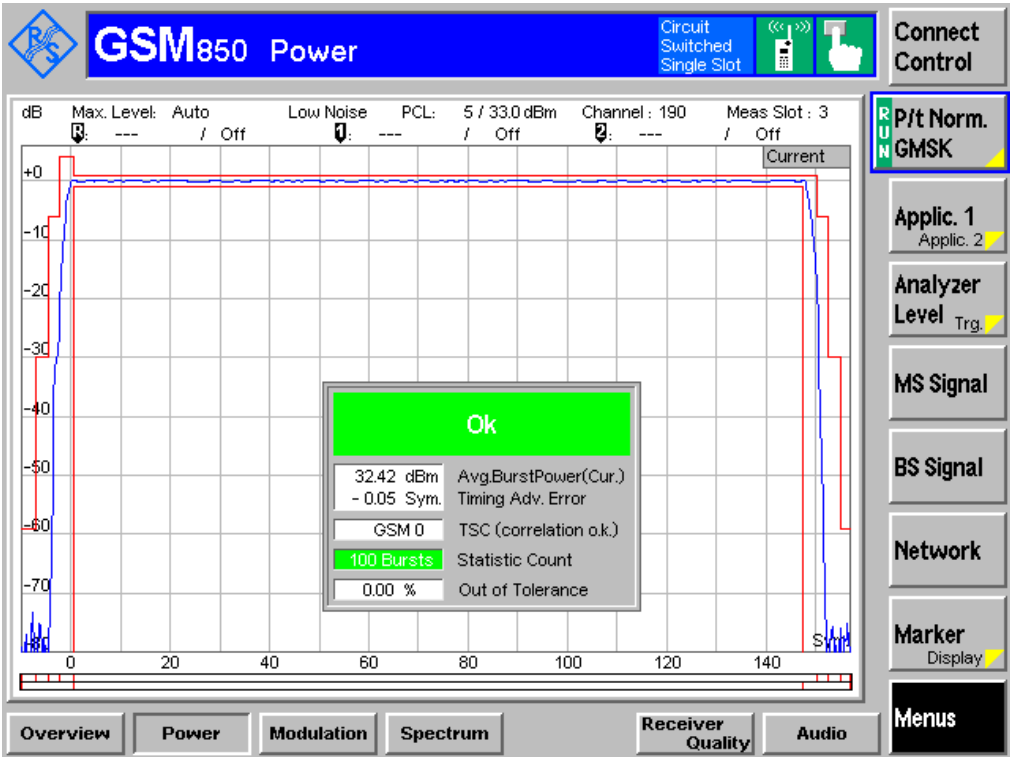 R S
GSM850 Power
Circuit
Switched
Single Slot
Connect
Control
dB Max. Level: Auto Low Noise PCL: 5 / 33.0 dBm Channel : 190 Meas Slot : 3
R: --- / Off 1: --- / Off 2: --- / Off
Current
+0
-10
-20
-30
-40
-50
-60
-70
-80
Ok
32.42 dBm Avg.BurstPower(Cur.)
- 0.05 Sym. Timing Adv. Error
GSM 0 TSC (correlation o.k.)
100 Bursts Statistic Count
0.00 % Out of Tolerance
Sym
0 20 40 60 80 100 120 140
RUN
P/t Norm.
GMSK
Applic. 1
Applic. 2
Analyzer
Level Trg.
MS Signal
BS Signal
Network
Marker
Display
Menus
Overview Power Modulation Spectrum Receiver Quality Audio